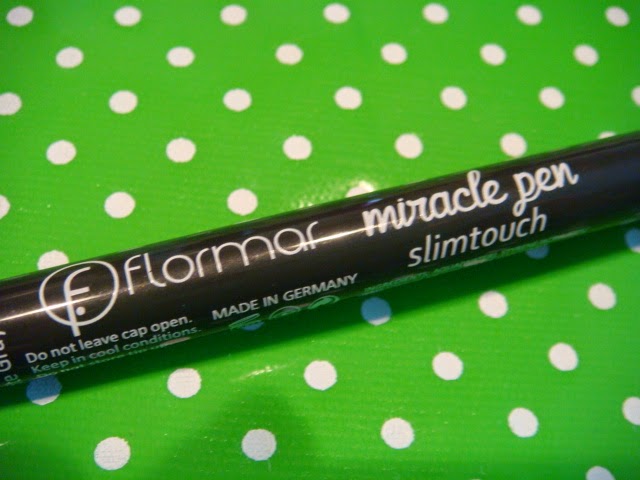 flormar
miracle pen
slimtouch
MADE IN GERMANY
Do not leave cap open.
Keep in cool conditions.